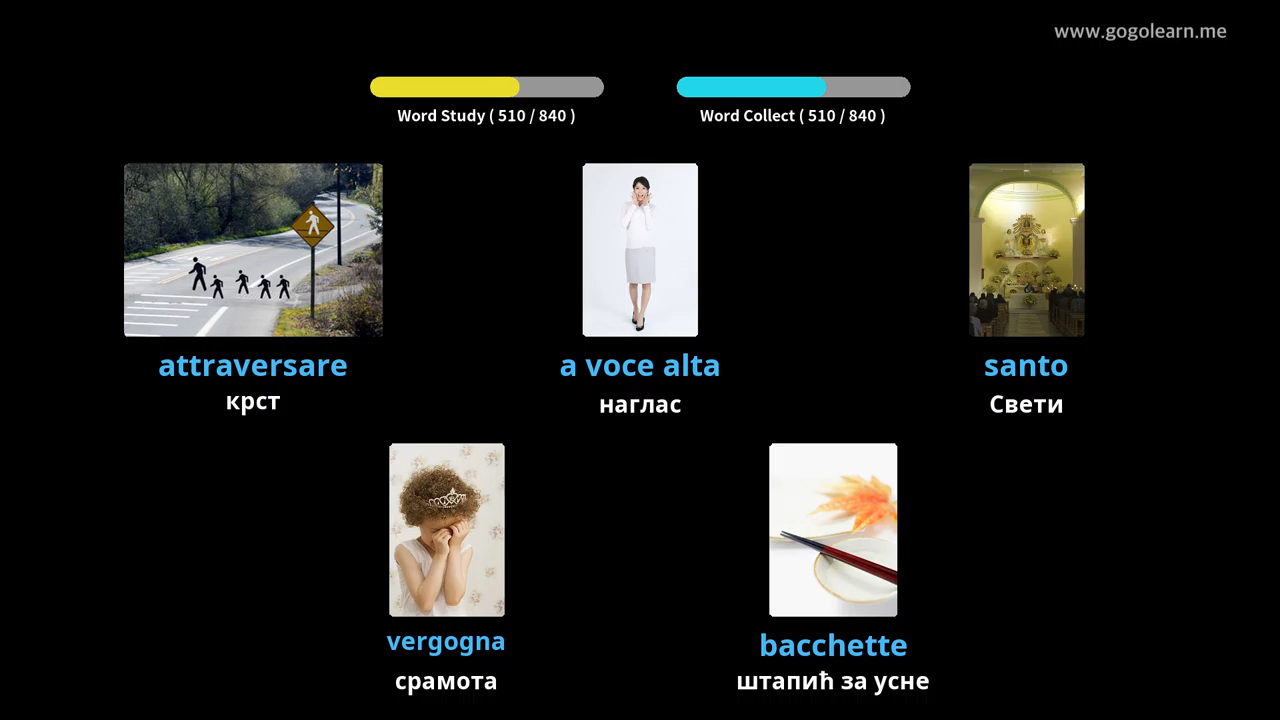 www.gogolearn.me
Word Study ( 510 / 840 )
Word Collect ( 510 / 840 )
attraversare
крст
a voce alta
наглас
santo
Свети
vergogna
срамота
bacchette
штапић за усне